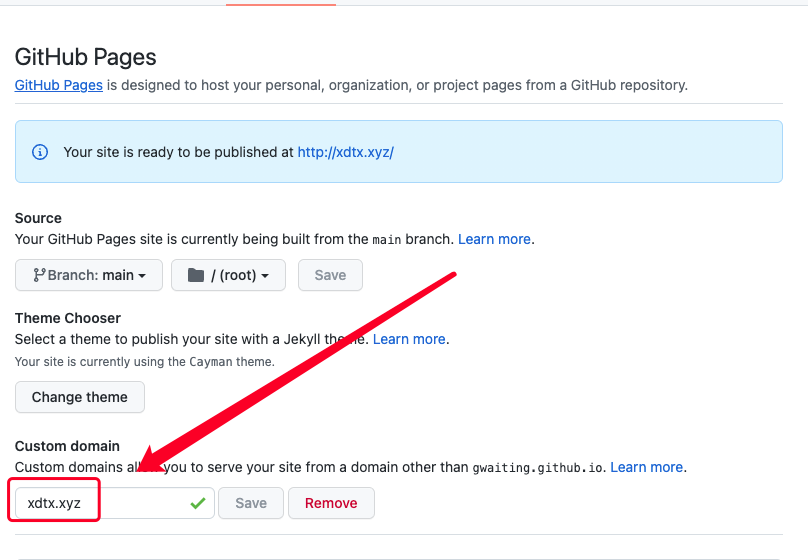 GitHub Pages
GitHub Pages is designed to host your personal, organization, or project pages from a GitHub repository.
Your site is ready to be published at http://xdtx.xyz/
Source
Your GitHub Pages site is currently being built from the main branch. Learn more.
Branch: main / (root) Save
Theme Chooser
Select a theme to publish your site with a Jekyll theme. Learn more.
Your site is currently using the Cayman theme.
Change theme
Custom domain
Custom domains allow you to serve your site from a domain other than gwaiting.github.io. Learn more.
xdtx.xyz Save Remove